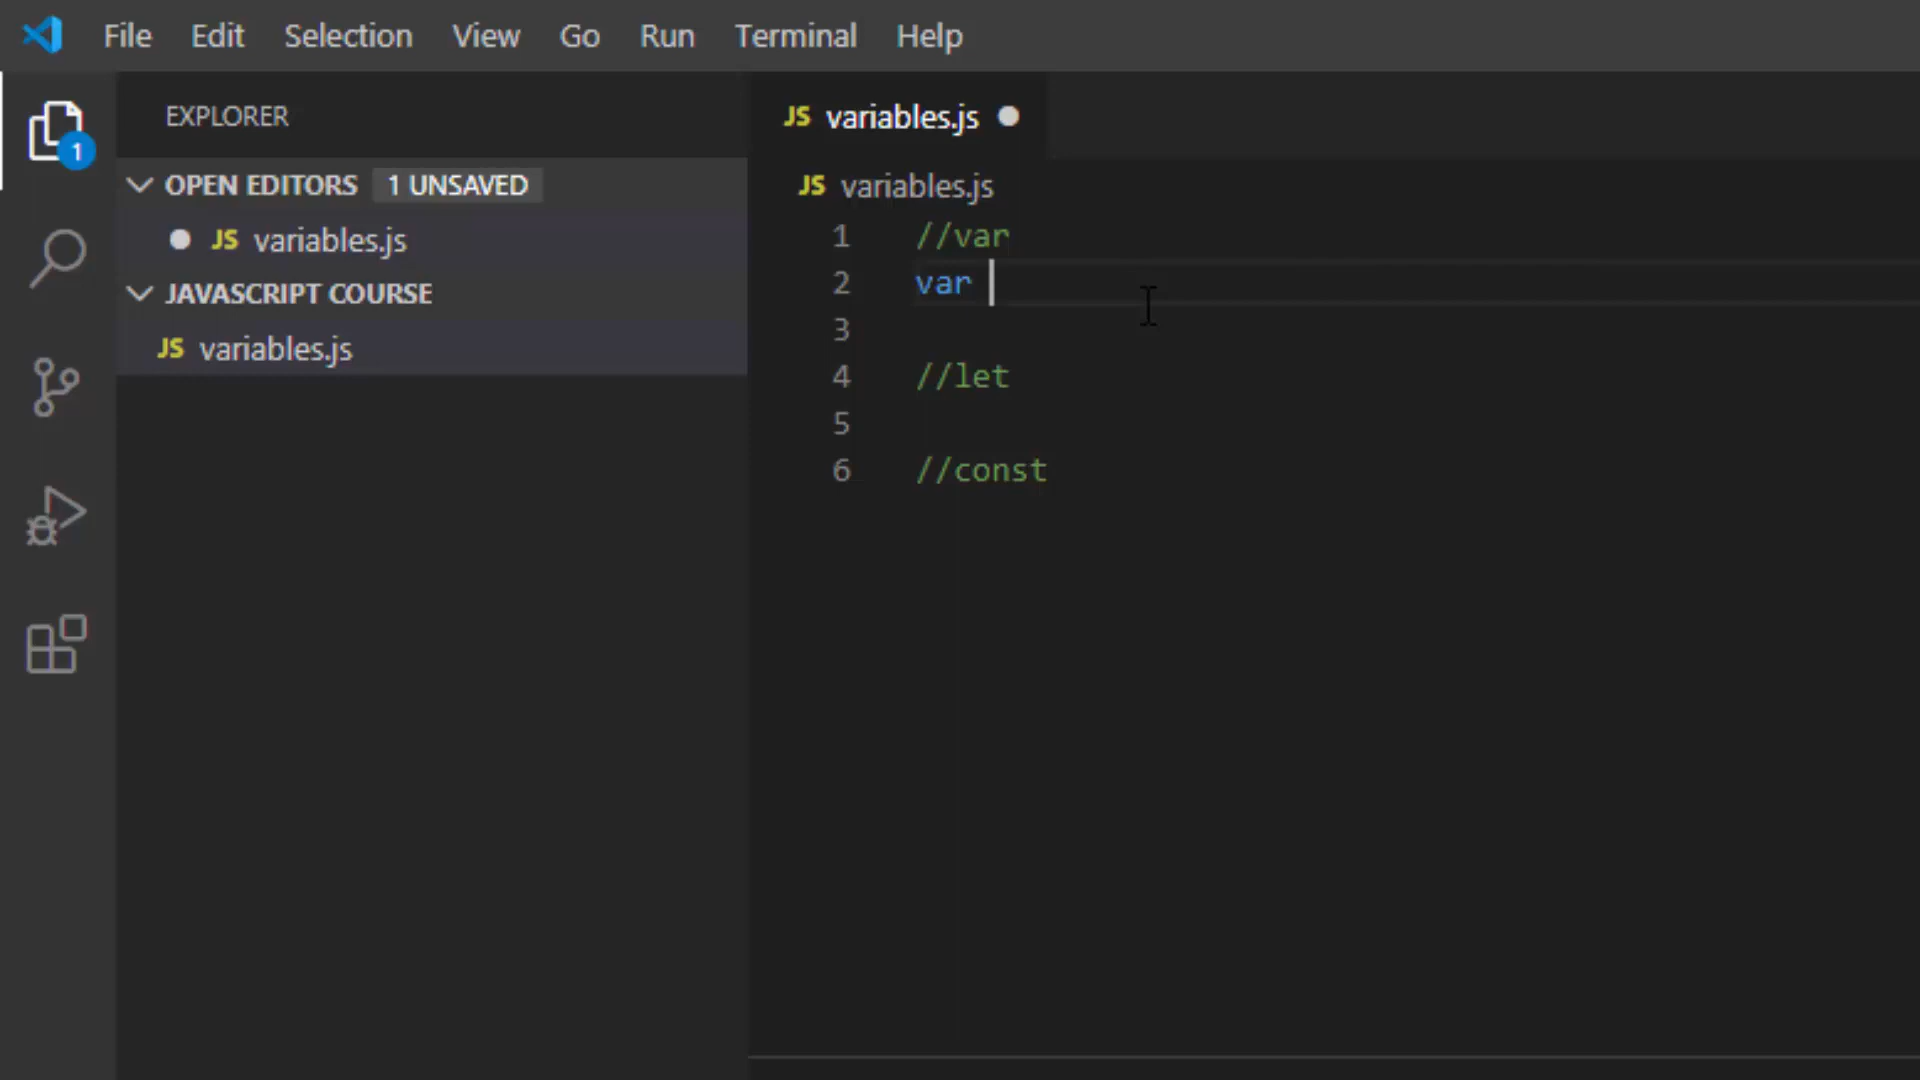 File Edit Selection View Go Run Terminal Help
EXPLORER
1
OPEN EDITORS 1 UNSAVED
JS variables.js
JAVASCRIPT COURSE
JS variables.js
JS variables.js
JS variables.js
1 //var
2 var
3
4 //let
5
6 //const